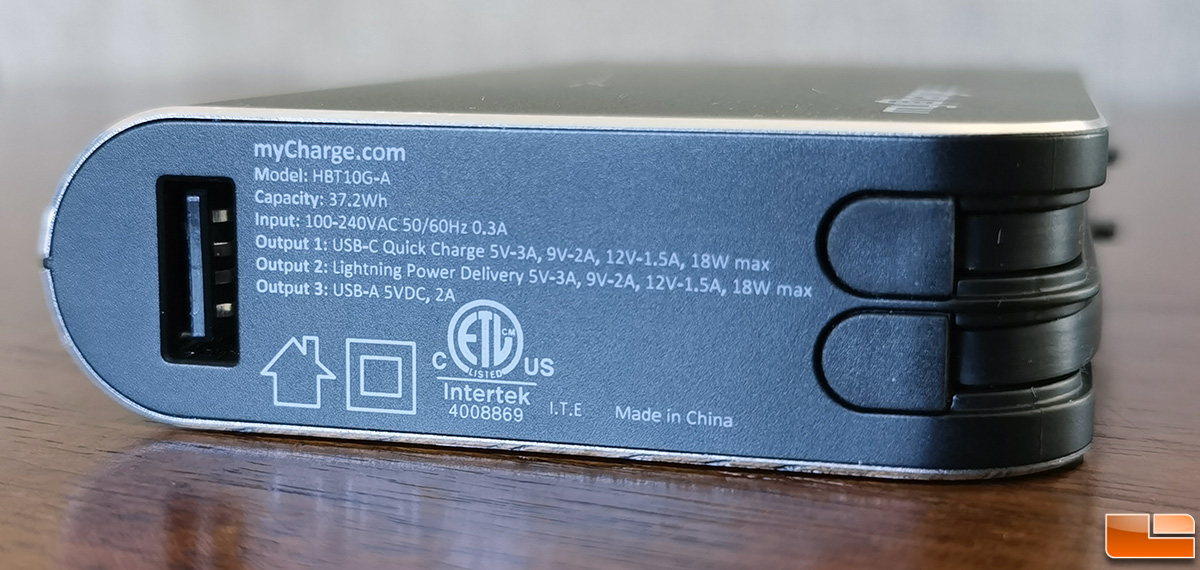 myCharge.com
Model: HBT10G-A
Capacity: 37.2Wh
Input: 100-240VAC 50/60Hz 0.3A
Output 1: USB-C Quick Charge 5V-3A, 9V-2A, 12V-1.5A, 18W max
Output 2: Lightning Power Delivery 5V-3A, 9V-2A, 12V-1.5A, 18W max
Output 3: USB-A 5VDC, 2A
ETL CM
C LISTED US
Intertek
4008869
I.T.E
Made in China